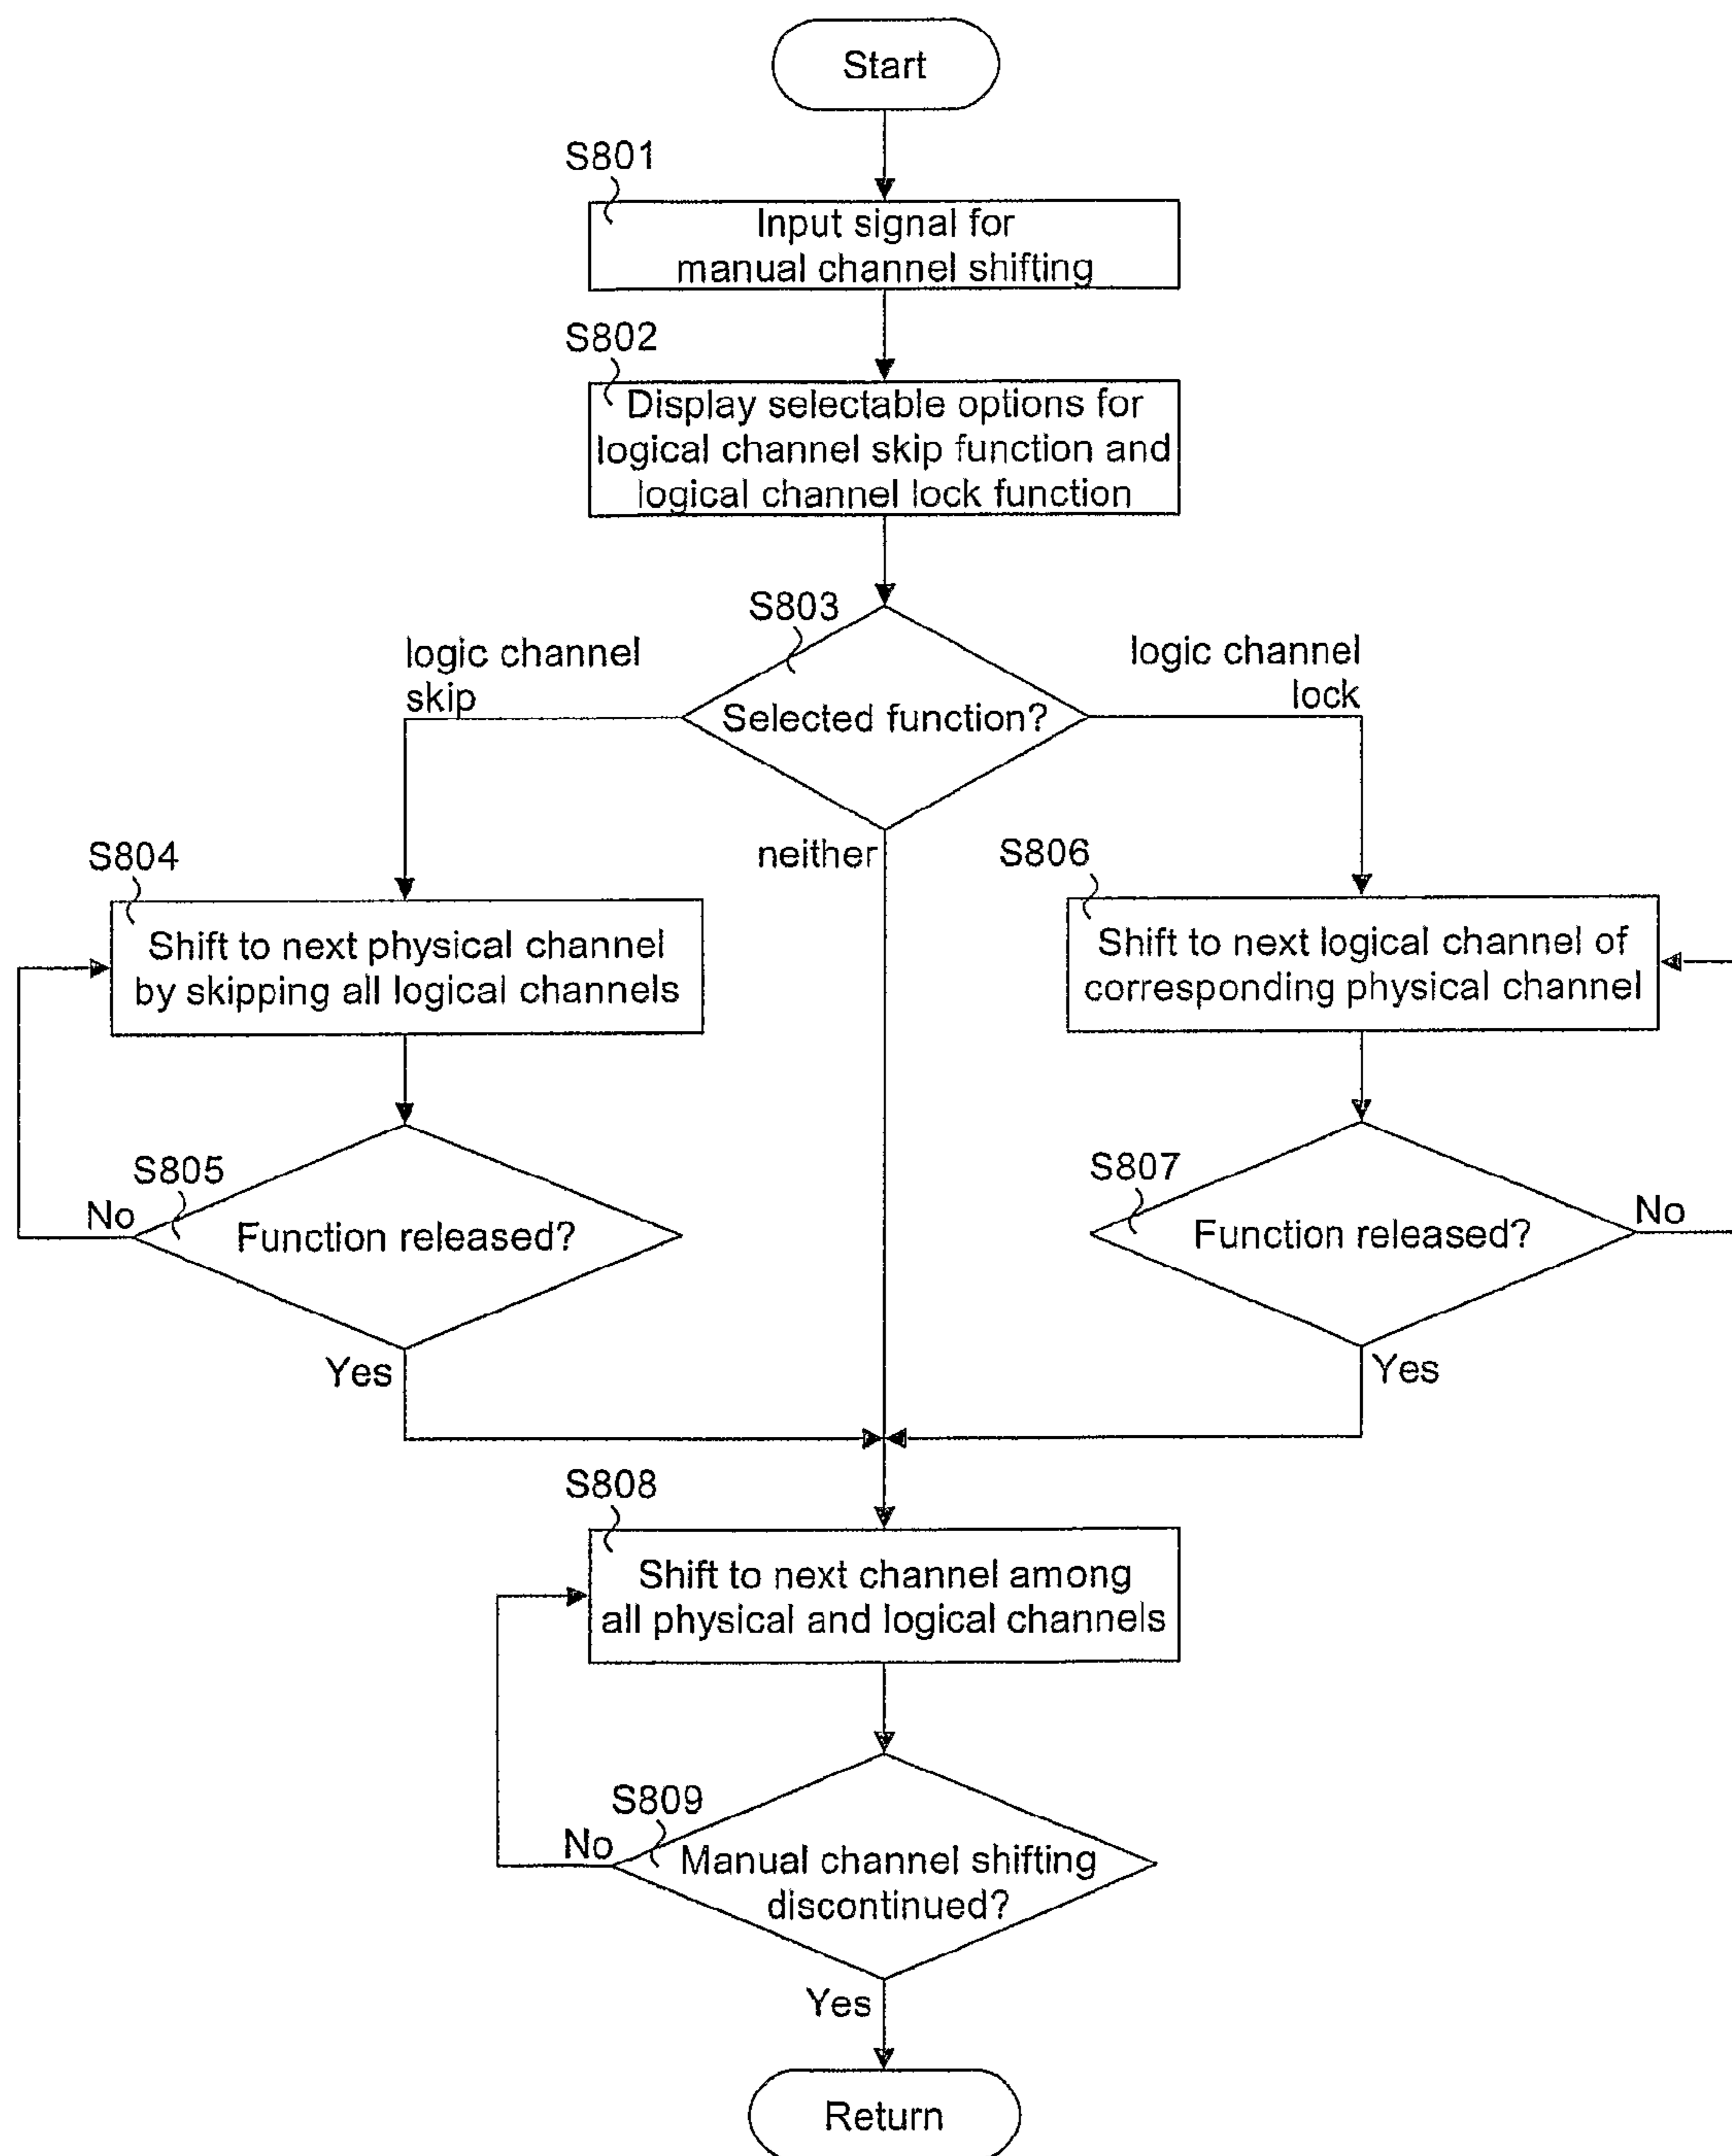 Start
S801
Input signal for
manual channel shifting
S802
Display selectable options for
logical channel skip function and
logical channel lock function
S803
logic channel
skip
Selected function?
logic channel
lock
neither
S804
Shift to next physical channel
by skipping all logical channels
S806
Shift to next logical channel of
corresponding physical channel
S805
No
Function released?
Yes
S807
Function released?
No
Yes
S808
Shift to next channel among
all physical and logical channels
S809
No
Manual channel shifting
discontinued?
Yes
Return